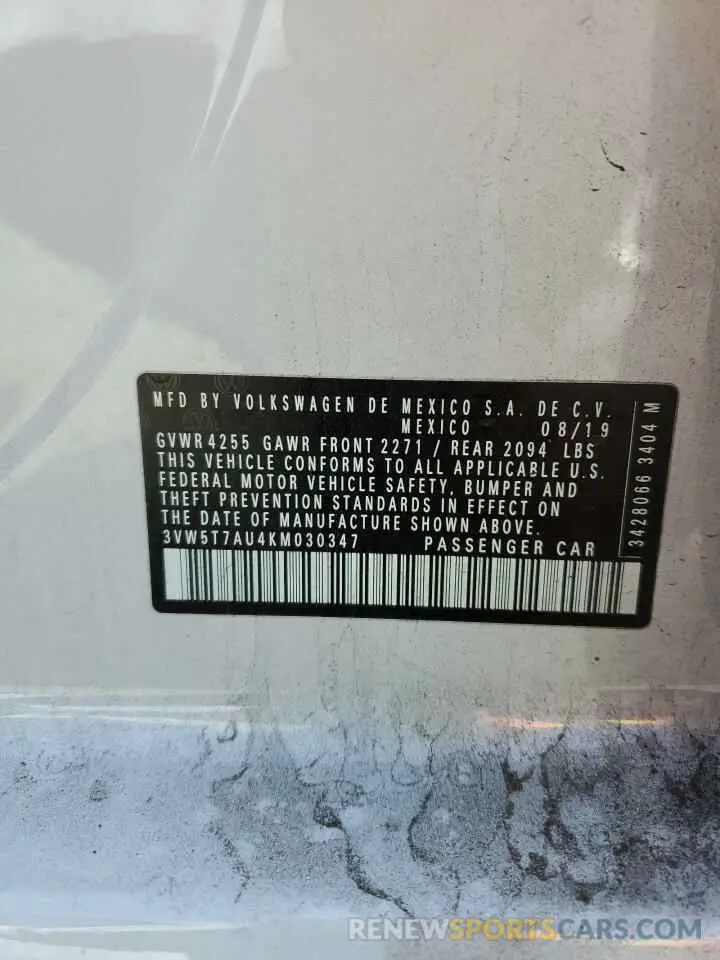 MFD BY VOLKSWAGEN DE MEXICO S.A. DE C.V.
MEXICO 08/19
GVWR 4255 GAWR FRONT 2271 / REAR 2094 LBS
THIS VEHICLE CONFORMS TO ALL APPLICABLE U.S.
FEDERAL MOTOR VEHICLE SAFETY, BUMPER AND
THEFT PREVENTION STANDARDS IN EFFECT ON
THE DATE OF MANUFACTURE SHOWN ABOVE.
3VW5T7AU4KM030347 PASSENGER CAR
3428066 3404 M
RENEWSPORTSCARS.COM